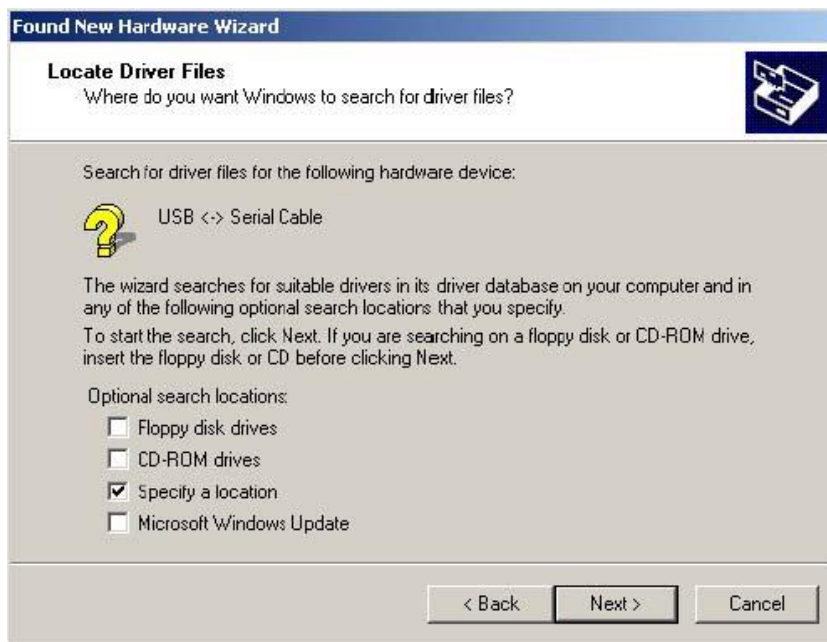 Found New Hardware Wizard
Locate Driver Files
Where do you want Windows to search for driver files?
Search for driver files for the following hardware device:
USB <-> Serial Cable
The wizard searches for suitable drivers in its driver database on your computer and in
any of the following optional search locations that you specify.
To start the search, click Next. If you are searching on a floppy disk or CD-ROM drive,
insert the floppy disk or CD before clicking Next.
Optional search locations:
Floppy disk drives
CD-ROM drives
Specify a location
Microsoft Windows Update
< Back
Next >
Cancel